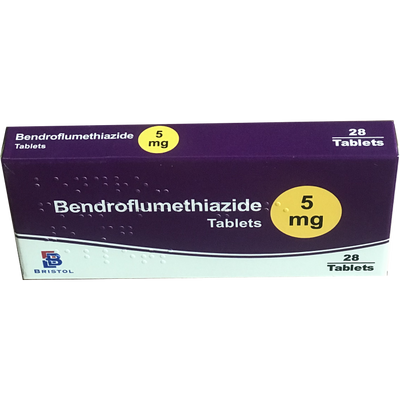 Bendroflumethiazide
Tablets
5
mg
28
Tablets
Bendroflumethiazide
Tablets
5
mg
28
Tablets
B
BRISTOL